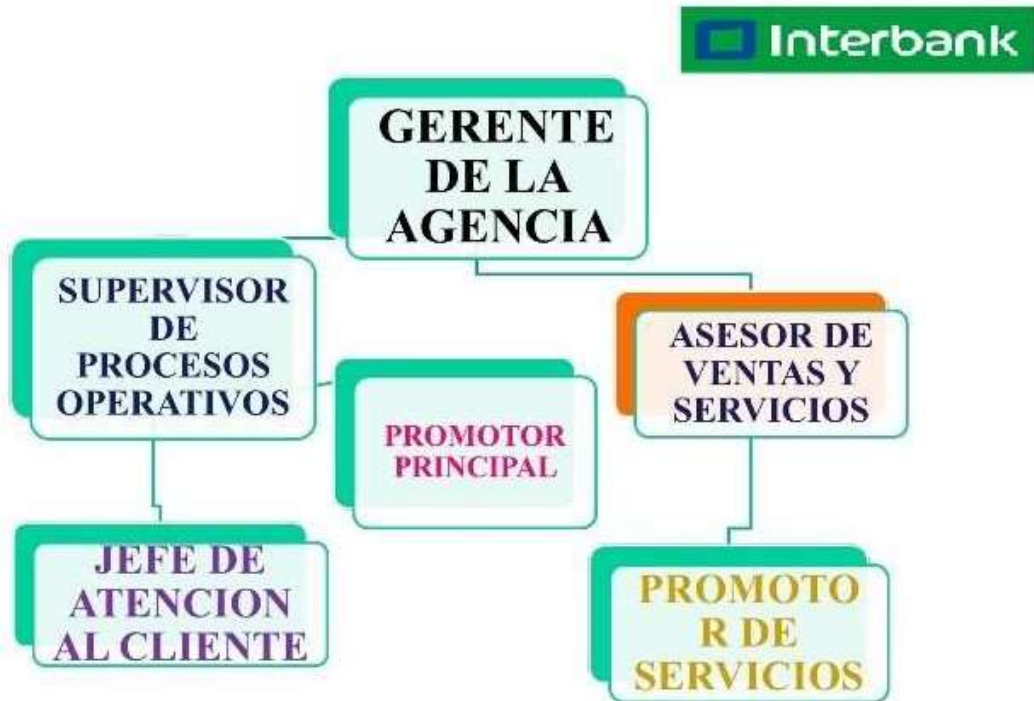 Interbank
GERENTE
DE LA
AGENCIA
SUPERVISOR
DE
PROCESOS
OPERATIVOS
ASESOR DE
VENTAS Y
SERVICIOS
PROMOTOR
PRINCIPAL
JEFE DE
ATENCION
AL CLIENTE
PROMOTO
R DE
SERVICIOS